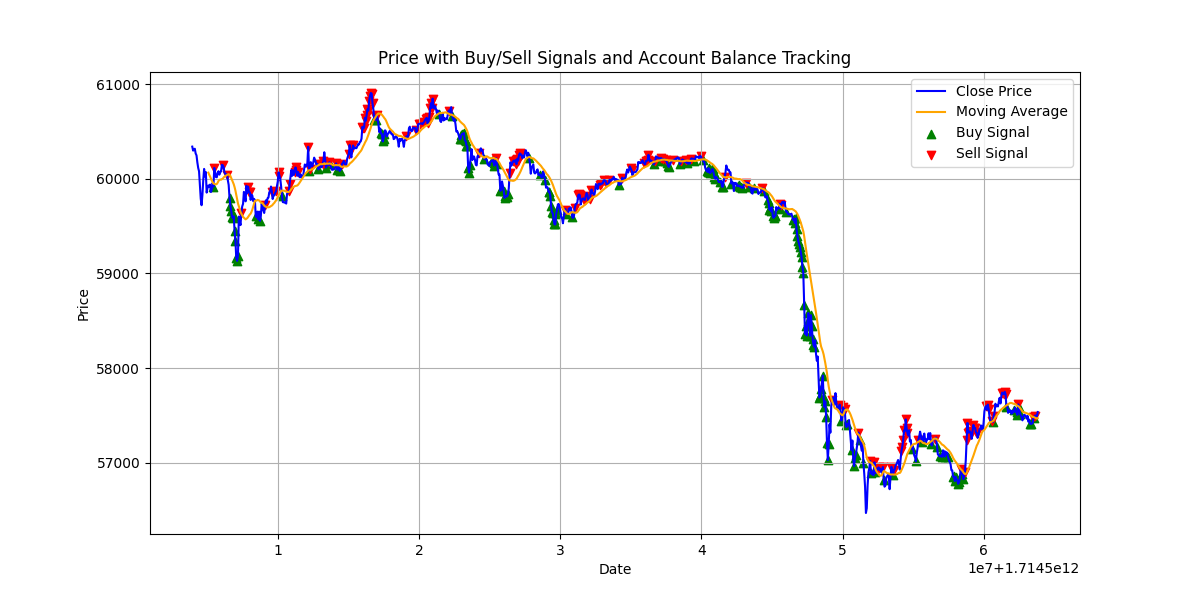 Price with Buy/Sell Signals and Account Balance Tracking
61000
60000
59000
58000
57000
Price
Close Price
Moving Average
Buy Signal
Sell Signal
1 2 3 4 5 6
Date
1e7+1.7145e12